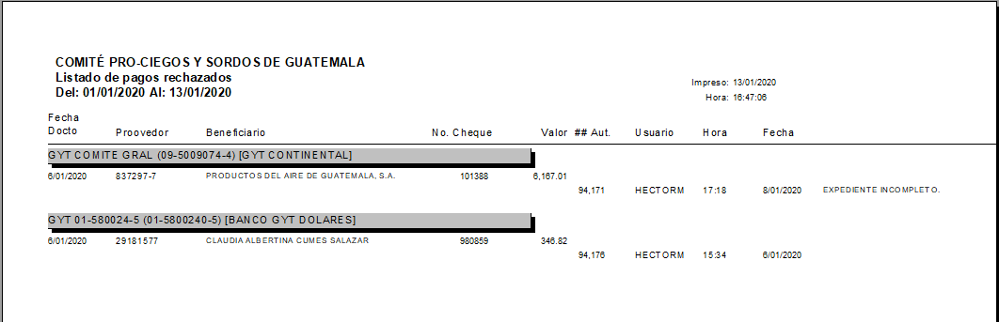 COMITÉ PRO-CIEGOS Y SORDOS DE GUATEMALA
Listado de pagos rechazados
Del: 01/01/2020 Al: 13/01/2020
Impreso: 13/01/2020
Hora: 16:47:06
Fecha
Docto Proovedor Beneficiario No. Cheque Valor ## Aut. Usuario Hora Fecha
GYT COMITE GRAL (09-5009074-4) [GYT CONTINENTAL]
6/01/2020 837297-7 PRODUCTOS DEL AIRE DE GUATEMALA, S.A. 101388 6,167.01
94,171 HECTORM 17:18 8/01/2020 EXPEDIENTE INCOMPLETO.
GYT 01-580024-5 (01-5800240-5) [BANCO GYT DOLARES]
6/01/2020 29181577 CLAUDIA ALBERTINA CUMES SALAZAR 980859 346.82
94,176 HECTORM 15:34 6/01/2020